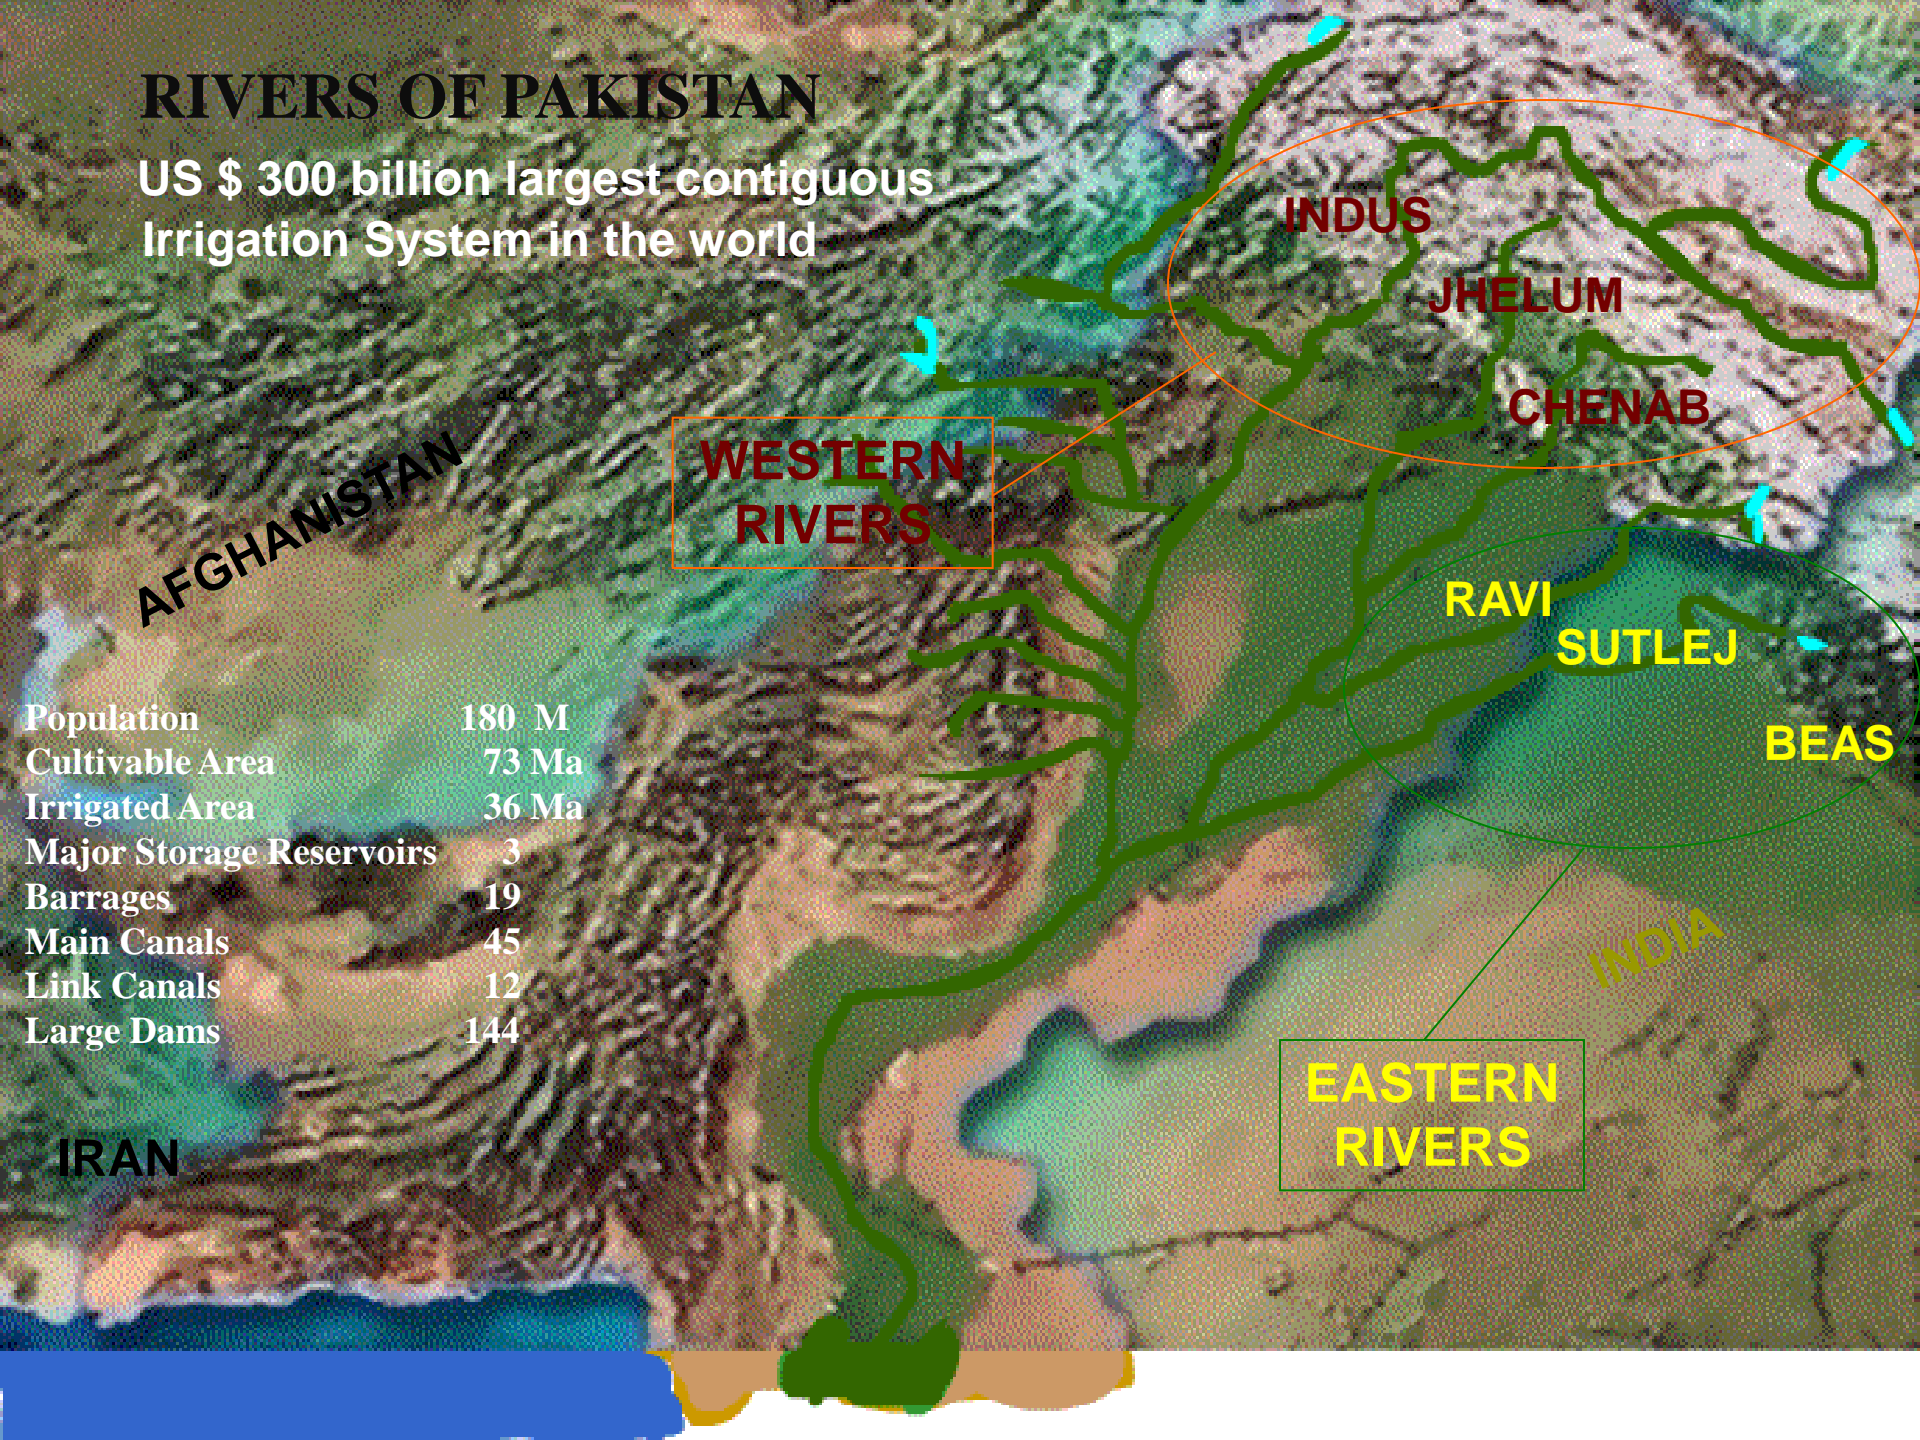 RIVERS OF PAKISTAN
US $ 300 billion largest contiguous
Irrigation System in the world
INDUS
JHELUM
CHENAB
WESTERN
RIVERS
AFGHANISTAN
RAVI
SUTLEJ
BEAS
Population 180 M
Cultivable Area 73 Ma
Irrigated Area 36 Ma
Major Storage Reservoirs 3
Barrages 19
Main Canals 45
Link Canals 12
Large Dams 144
INDIA
EASTERN
RIVERS
IRAN